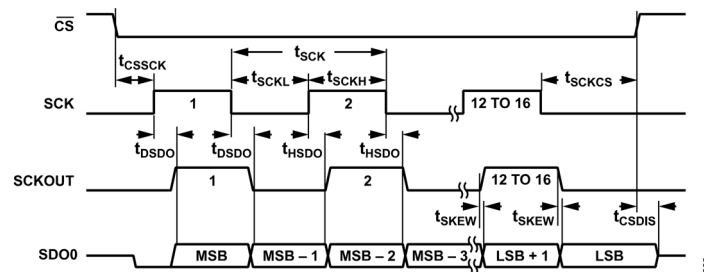 CS
tCSSCK
tSCK
tSCKL
tSCKH
tSCKCS
SCK
1
2
12 TO 16
tDSDO
tDSDO
tHSDO
tHSDO
SCKOUT
1
2
12 TO 16
tSKEW
tSKEW
tCSDIS
SDO0
MSB
MSB – 1
MSB – 2
MSB – 3
LSB + 1
LSB